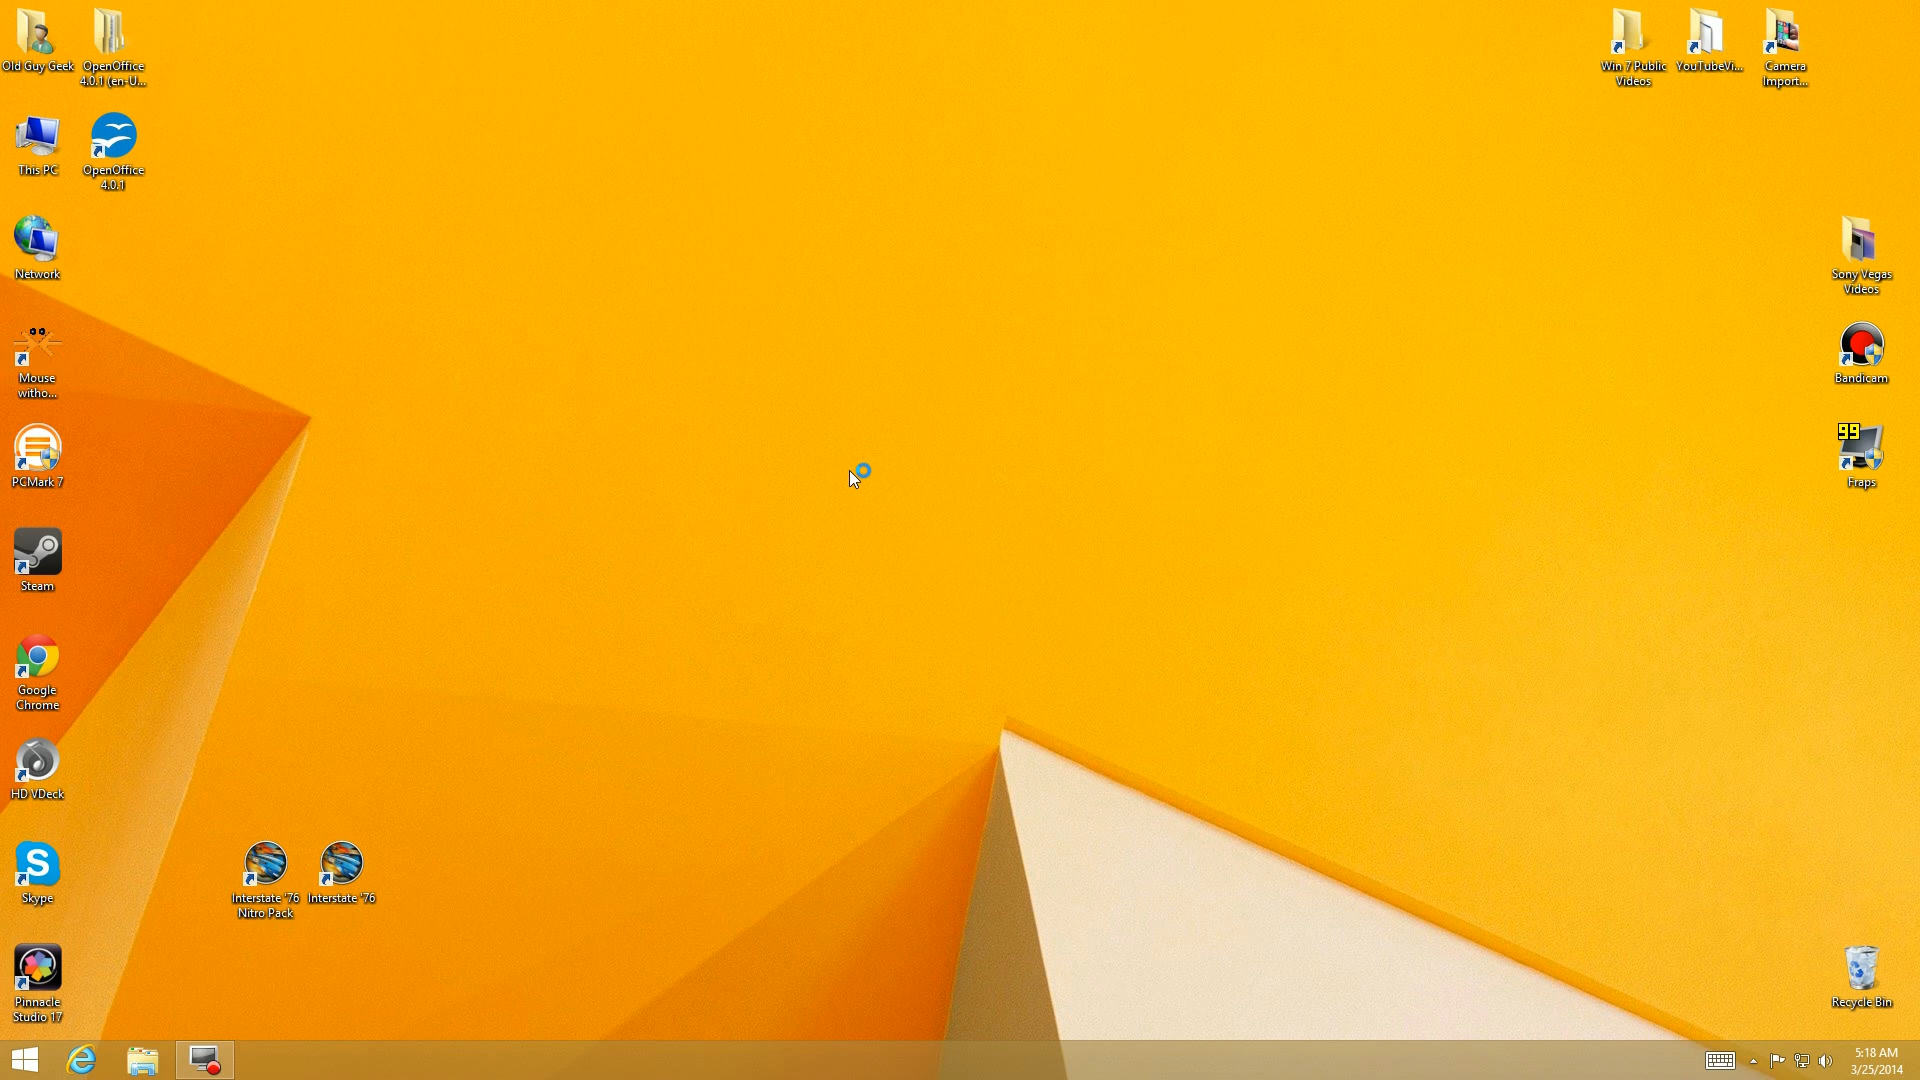 Old Guy Geek
OpenOffice
4.0.1 (en-U...
Win 7 Public
Videos
YouTubeVi...
Camera
Import...
This PC
OpenOffice
4.0.1
Network
Sony Vegas
Videos
Mouse
witho...
Bandicam
PCMark 7
99
Fraps
Steam
Google
Chrome
HD VDeck
S
Skype
Interstate '76
Nitro Pack
Interstate '76
Pinnacle
Studio 17
Recycle Bin
5:18 AM
3/25/2014